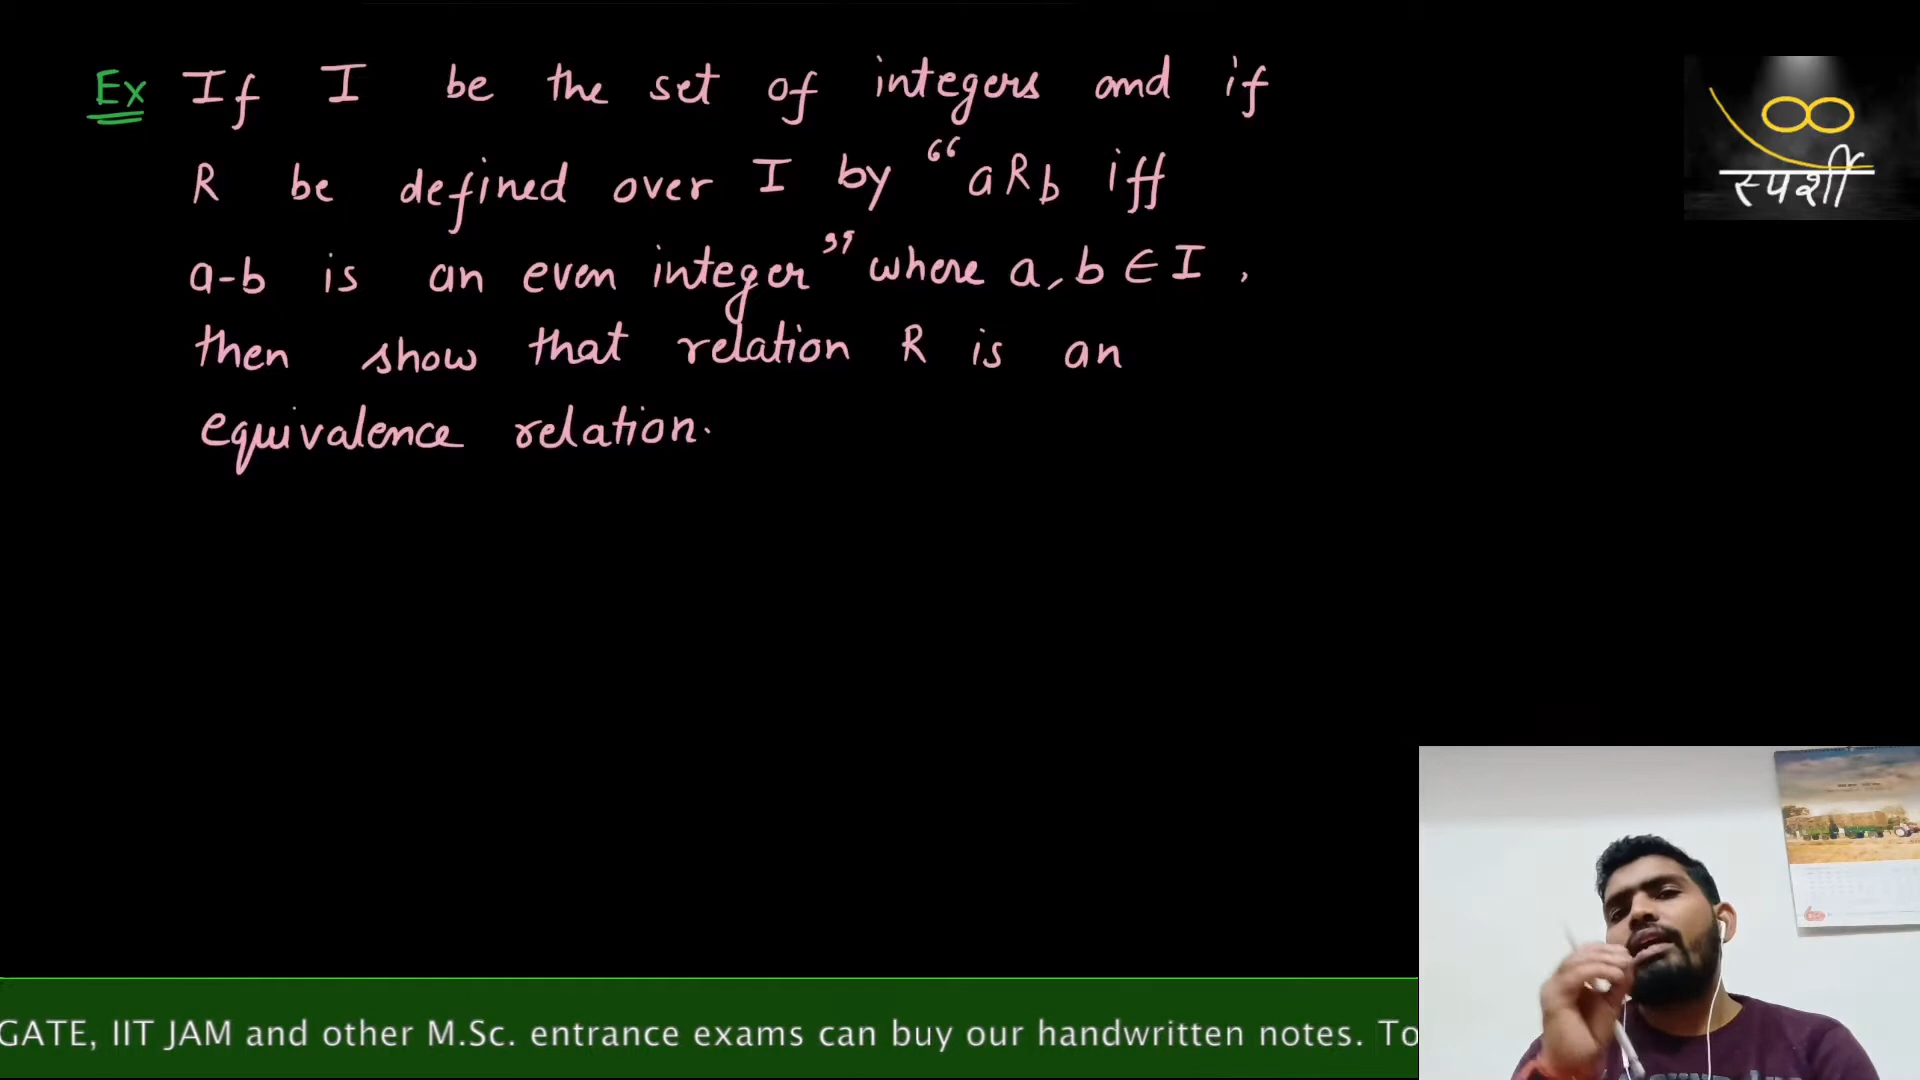 Ex If I be the set of integers and if
R be defined over I by “aRb iff
a-b is an even integer” where a, b ∈ I,
then show that relation R is an
equivalence relation.
स्पर्शी
GATE, IIT JAM and other M.Sc. entrance exams can buy our handwritten notes. To